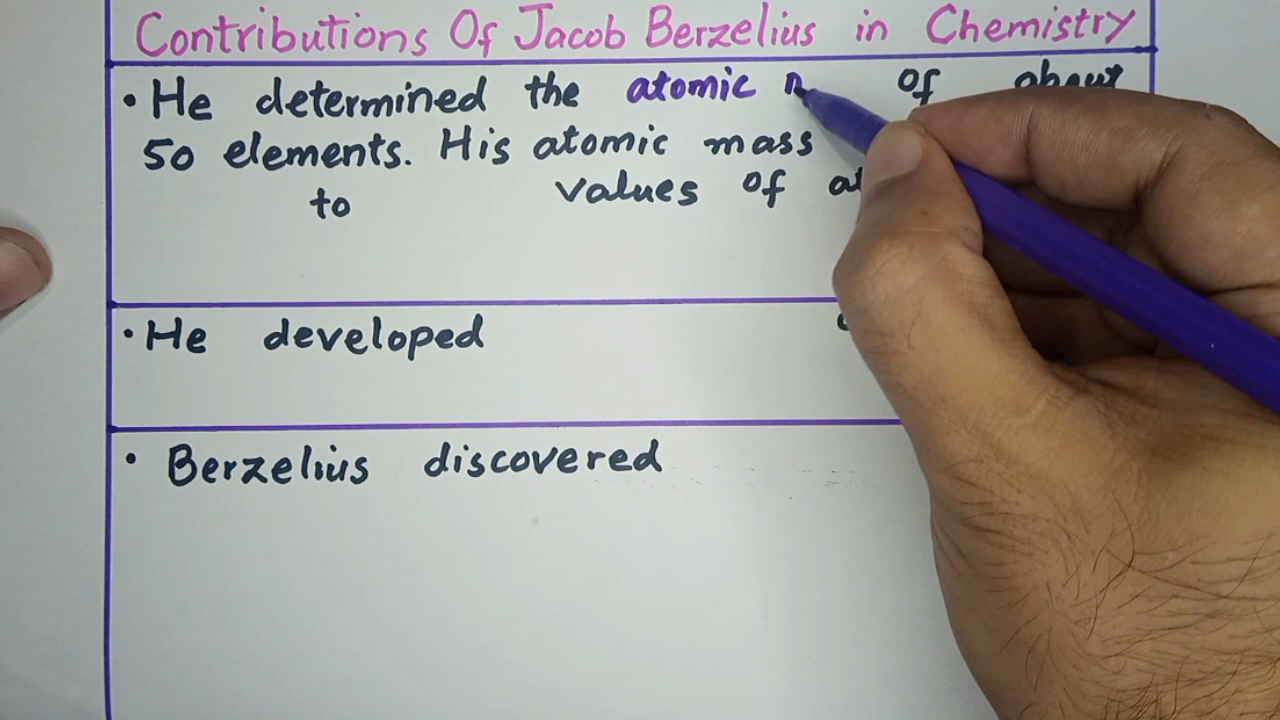 Contributions Of Jacob Berzelius in Chemistry
• He determined the atomic of about
50 elements. His atomic mass
to values of
• He developed
• Berzelius discovered